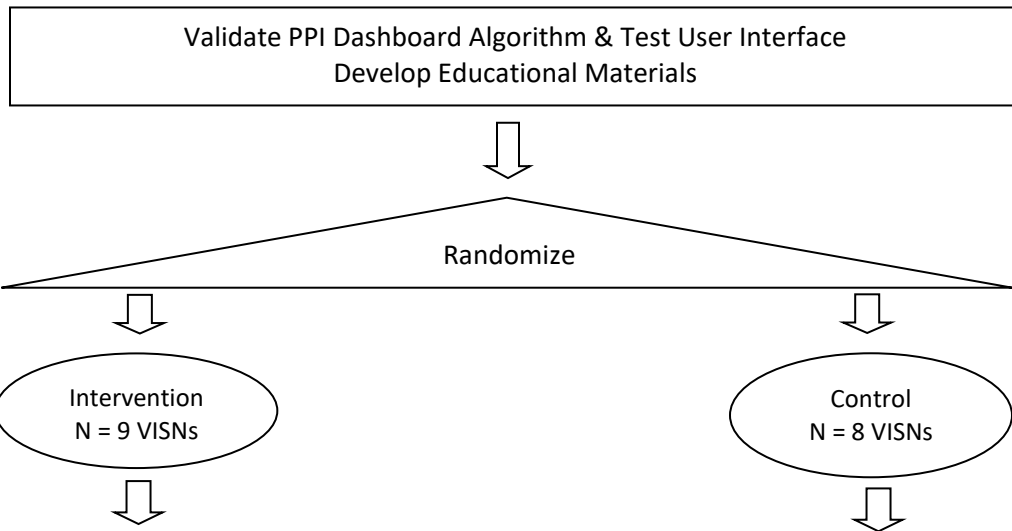 Validate PPI Dashboard Algorithm & Test User Interface
Develop Educational Materials
Randomize
Intervention
N = 9 VISNs
Control
N = 8 VISNs